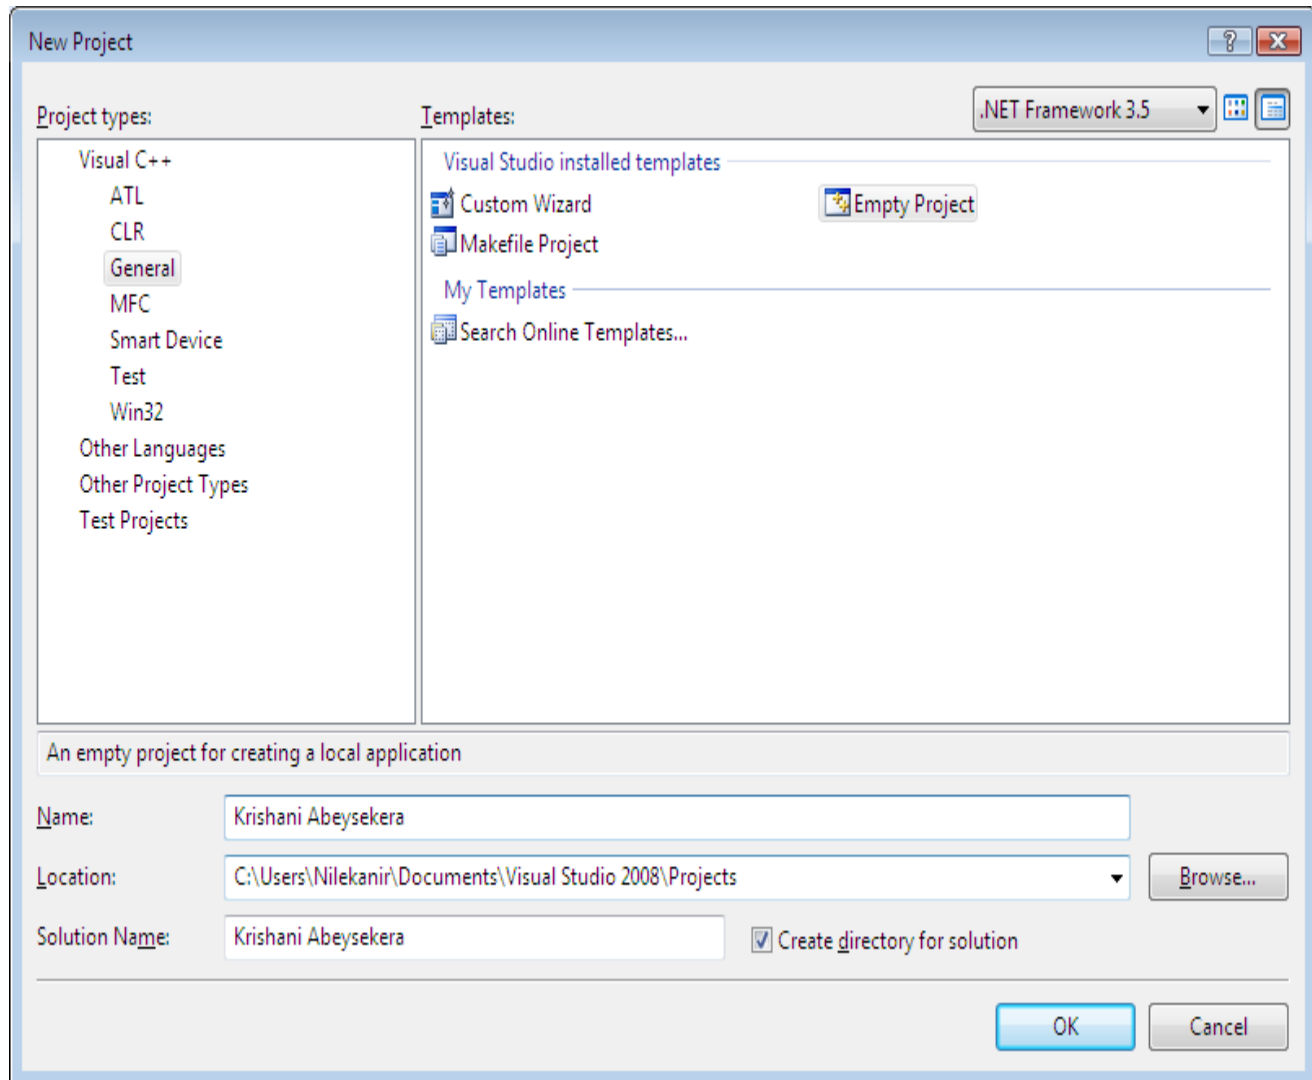 New Project
Project types:
Templates:
.NET Framework 3.5
Visual C++
ATL
CLR
General
MFC
Smart Device
Test
Win32
Other Languages
Other Project Types
Test Projects
Visual Studio installed templates
Custom Wizard
Empty Project
Makefile Project
My Templates
Search Online Templates...
An empty project for creating a local application
Name:
Krishani Abeysekera
Location:
C:\Users\Nilekanir\Documents\Visual Studio 2008\Projects
Browse...
Solution Name:
Krishani Abeysekera
Create directory for solution
OK
Cancel